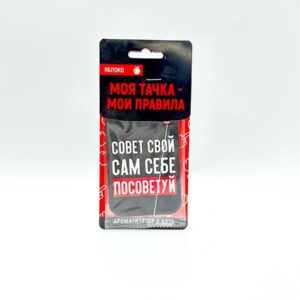 ЯБЛОКО
МОЯ ТАЧКА -
МОИ ПРАВИЛА
СОВЕТ СВОЙ
САМ СЕБЕ
ПОСОВЕТУЙ
АРОМАТИЗАТОР В АВТО